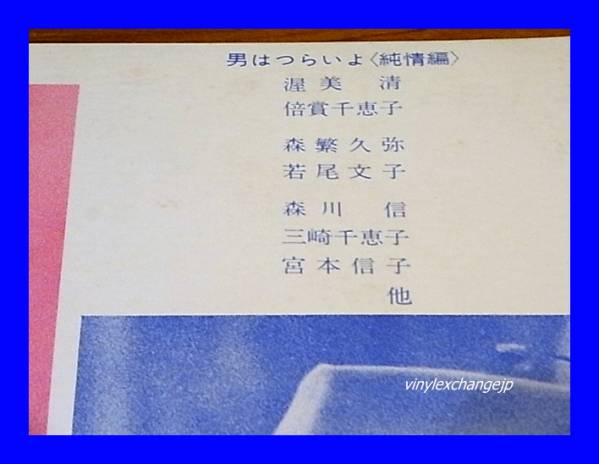 男はつらいよ〈純情編〉
渥美　清
倍賞千恵子
森繁久弥
若尾文子
森川　信
三崎千恵子
宮本信子
他
vinylexchangejp